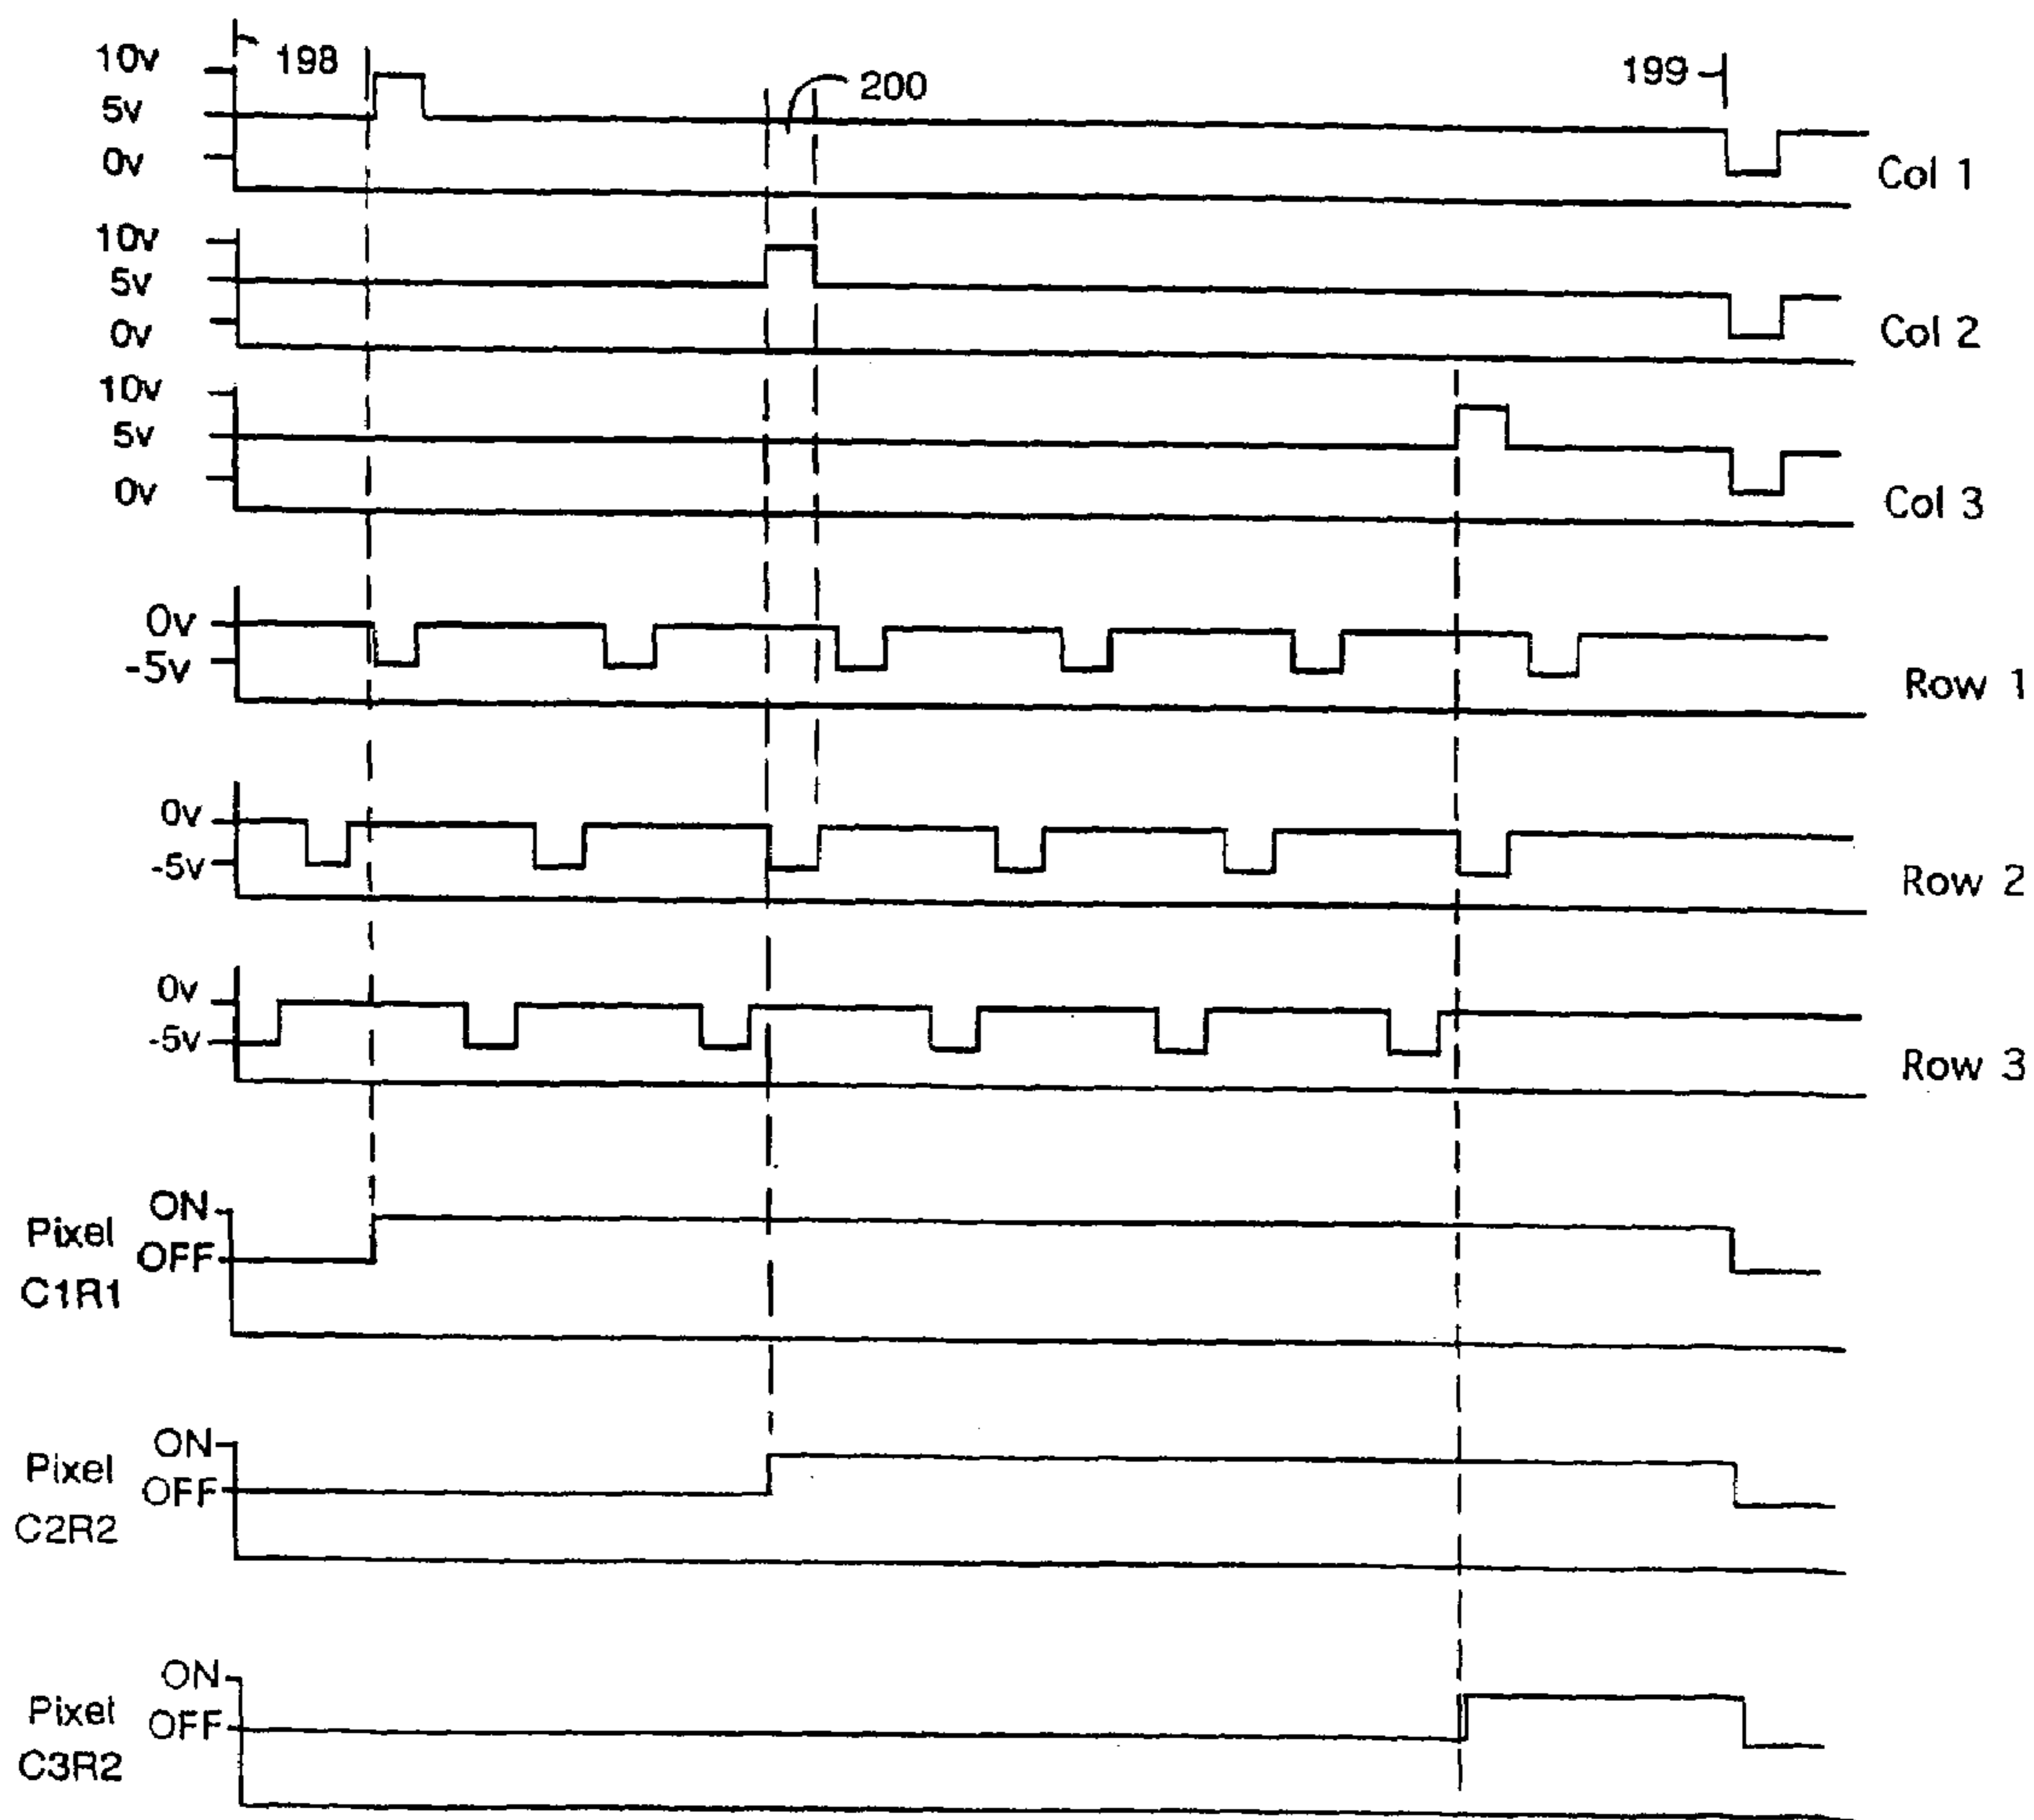 198
199
200
10v
5v
0v
Col 1
10v
5v
0v
Col 2
10v
5v
0v
Col 3
0v
-5v
Row 1
0v
-5v
Row 2
0v
-5v
Row 3
Pixel
C1R1
ON
OFF
Pixel
C2R2
ON
OFF
Pixel
C3R2
ON
OFF